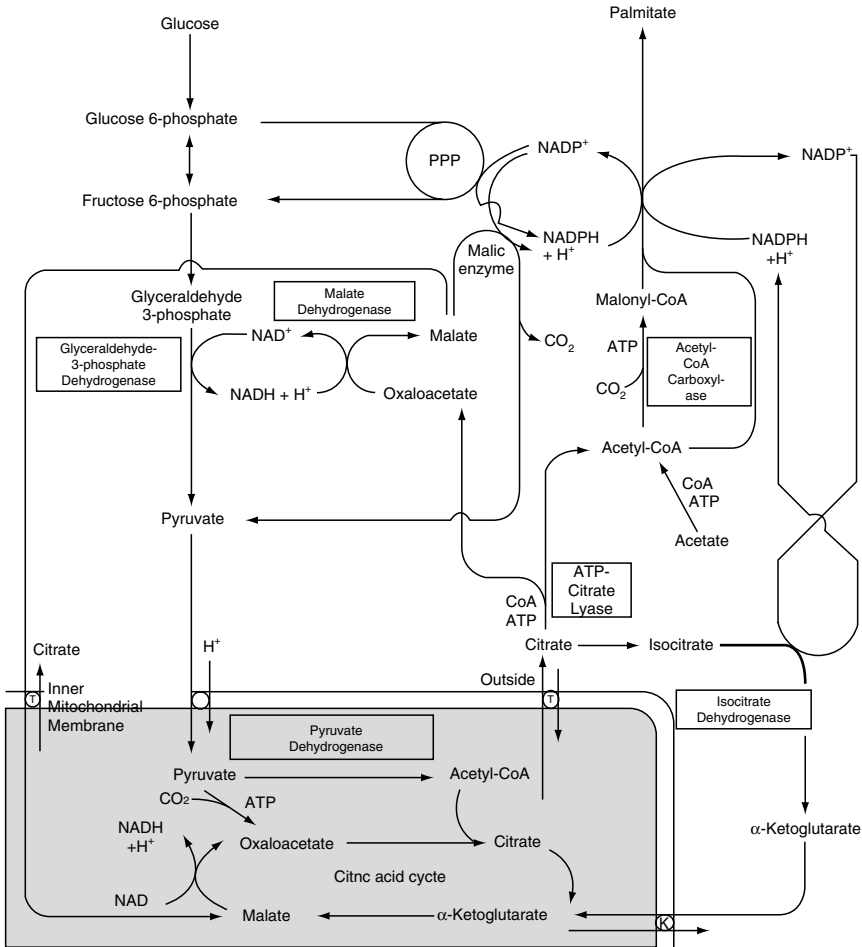 Glucose
Palmitate
Glucose 6-phosphate
PPP
NADP+
NADP+
Fructose 6-phosphate
NADPH
+ H+
NADPH
+H+
Malic
enzyme
Glyceraldehyde
3-phosphate
Malate
Dehydrogenase
Malonyl-CoA
NAD+
Malate
CO2
ATP
Acetyl-
CoA
Carboxyl-
ase
Glyceraldehyde-
3-phosphate
Dehydrogenase
NADH + H+
Oxaloacetate
CO2
Acetyl-CoA
CoA
ATP
Pyruvate
Acetate
ATP-
Citrate
Lyase
CoA
ATP
Citrate
H+
Citrate
Isocitrate
Outside
T
Inner
Mitochondrial
Membrane
T
Isocitrate
Dehydrogenase
Pyruvate
Dehydrogenase
Pyruvate
Acetyl-CoA
CO2
ATP
NADH
+H+
Oxaloacetate
Citrate
α-Ketoglutarate
Citnc acid cycte
NAD
Malate
α-Ketoglutarate
K